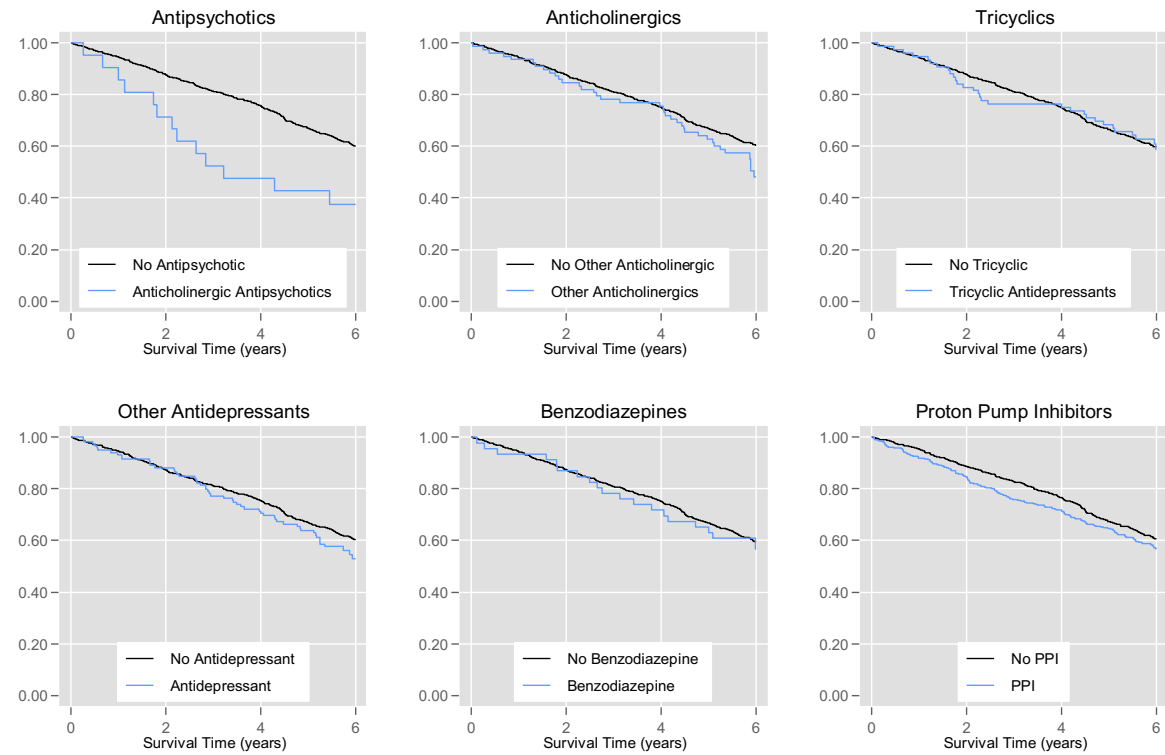 Antipsychotics
1.00
0.80
0.60
0.40
0.20
0.00
No Antipsychotic
Anticholinergic Antipsychotics
0 2 4 6
Survival Time (years)
Anticholinergics
1.00
0.80
0.60
0.40
0.20
0.00
No Other Anticholinergic
Other Anticholinergics
0 2 4 6
Survival Time (years)
Tricyclics
1.00
0.80
0.60
0.40
0.20
0.00
No Tricyclic
Tricyclic Antidepressants
0 2 4 6
Survival Time (years)
Other Antidepressants
1.00
0.80
0.60
0.40
0.20
0.00
No Antidepressant
Antidepressant
0 2 4 6
Survival Time (years)
Benzodiazepines
1.00
0.80
0.60
0.40
0.20
0.00
No Benzodiazepine
Benzodiazepine
0 2 4 6
Survival Time (years)
Proton Pump Inhibitors
1.00
0.80
0.60
0.40
0.20
0.00
No PPI
PPI
0 2 4 6
Survival Time (years)